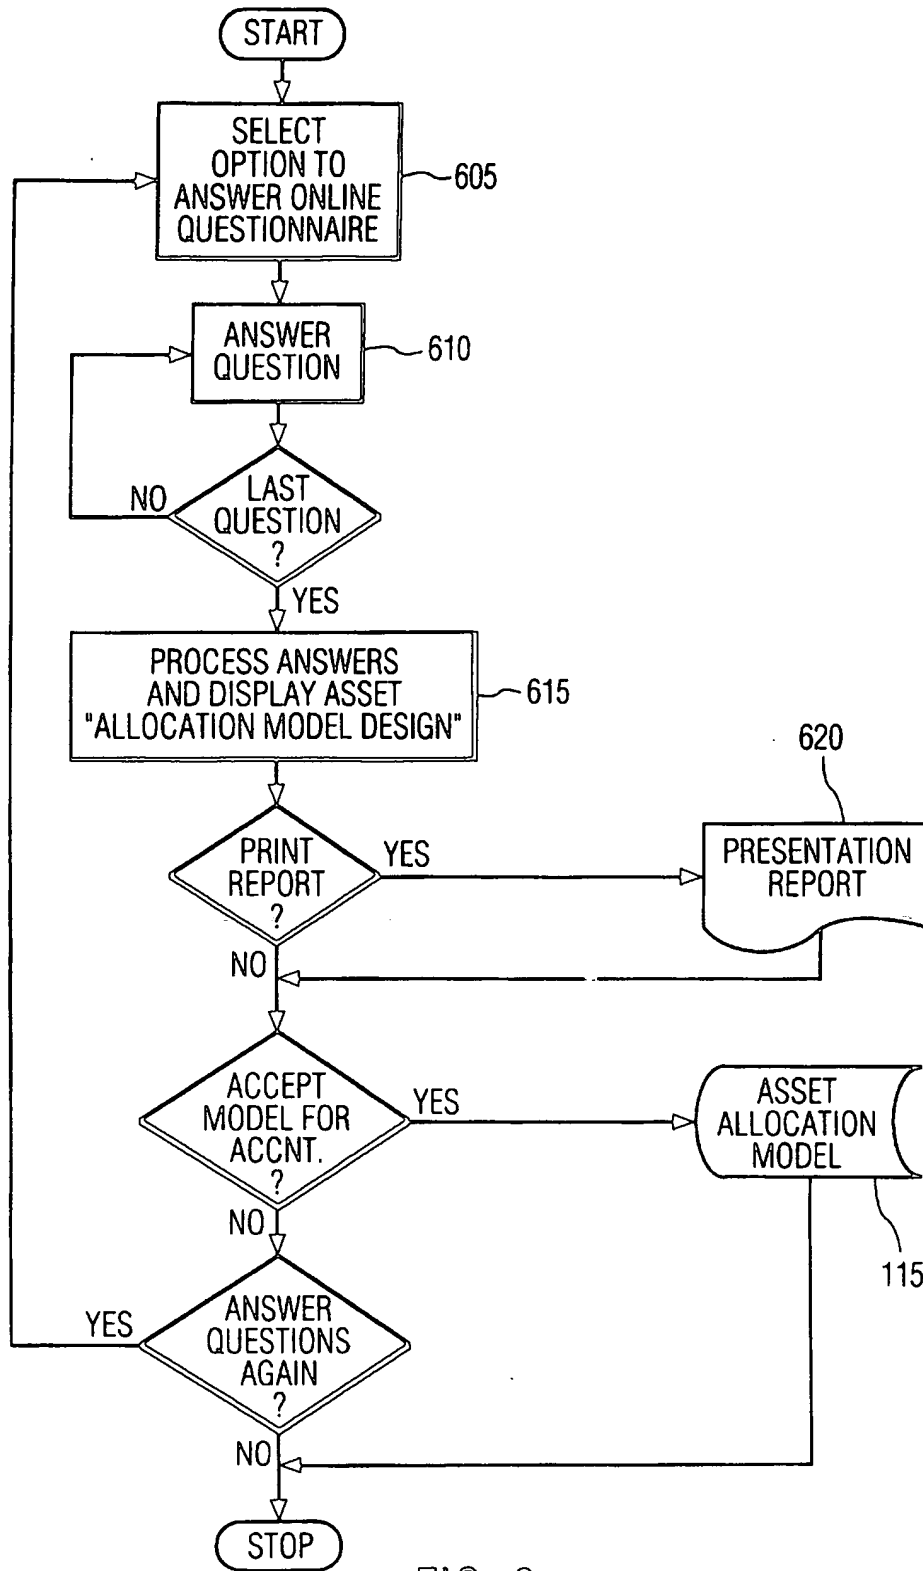 START
SELECT
OPTION TO
ANSWER ONLINE
QUESTIONNAIRE
605
ANSWER
QUESTION
610
LAST
QUESTION
?
NO
YES
PROCESS ANSWERS
AND DISPLAY ASSET
"ALLOCATION MODEL DESIGN"
615
620
PRINT
REPORT
?
YES
PRESENTATION
REPORT
NO
ACCEPT
MODEL FOR
ACCNT.
?
YES
ASSET
ALLOCATION
MODEL
NO
115
ANSWER
QUESTIONS
AGAIN
?
YES
NO
STOP